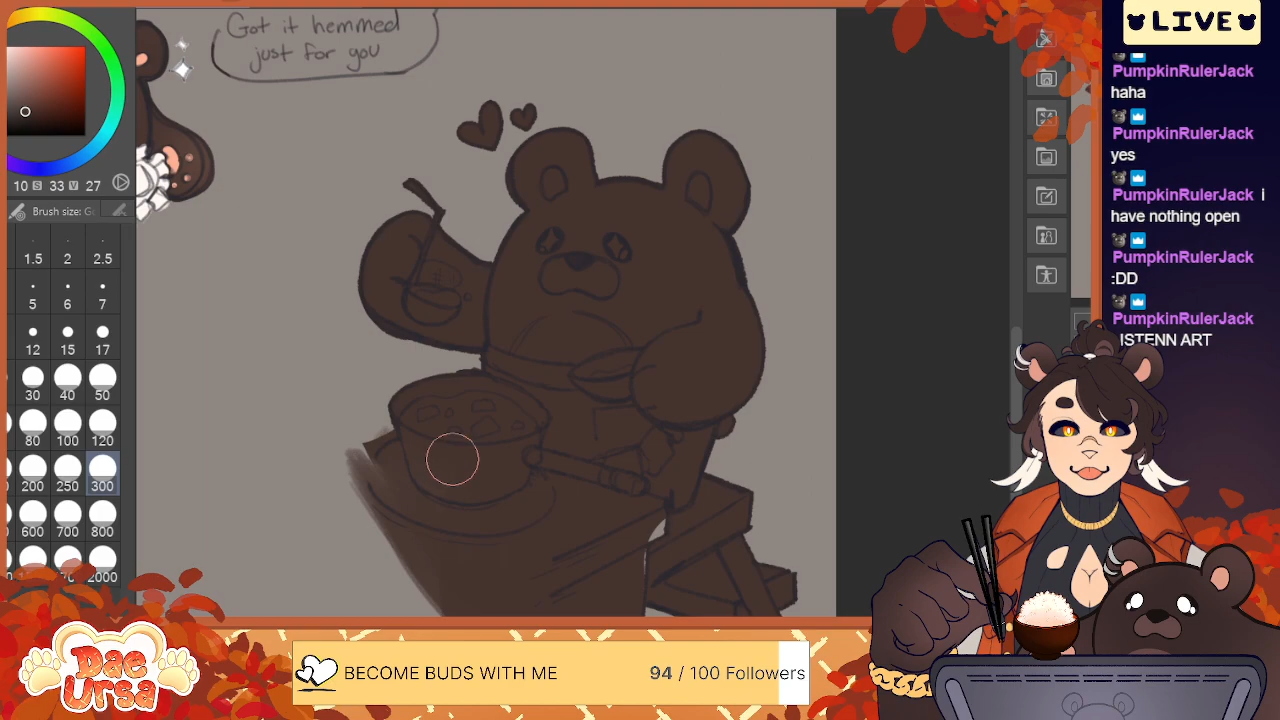 Got it hemmed
just for you
LIVE
10 S 33 V 27
Brush size:
1.5 2 2.5
5 6 7
12 15 17
30 40 50
80 100 120
200 250 300
600 700 800
2000
PumpkinRulerJack
haha
PumpkinRulerJack
yes
PumpkinRulerJack i
have nothing open
PumpkinRulerJack
:DD
PumpkinRulerJack
ISTENN ART
Dae
Ursa
BECOME BUDS WITH ME
94 / 100 Followers